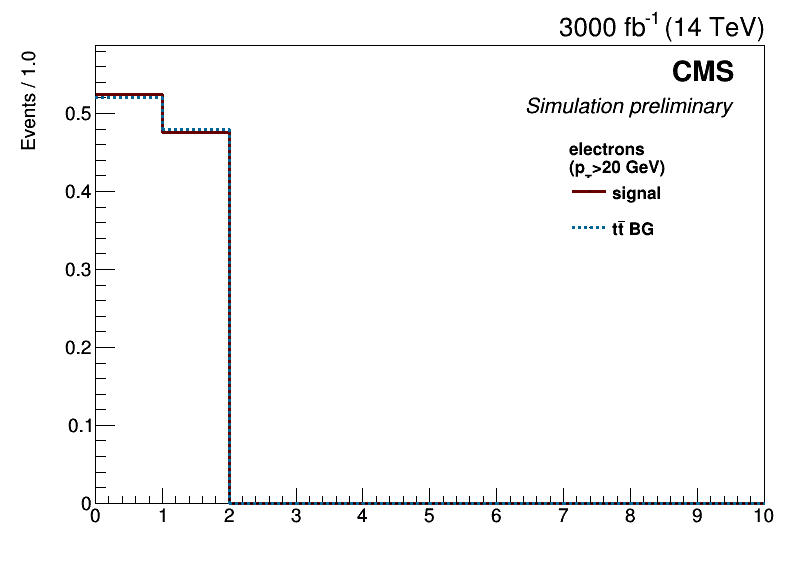 3000 fb-1 (14 TeV)
CMS
Simulation preliminary
Events / 1.0
electrons
(pT>20 GeV)
signal
tt̄ BG
0.5
0.4
0.3
0.2
0.1
0
0 1 2 3 4 5 6 7 8 9 10